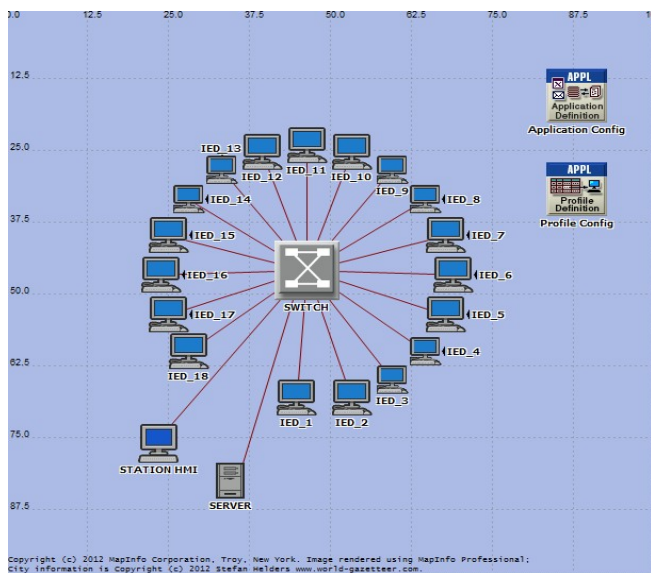 0.0 12.5 25.0 37.5 50.0 62.5 75.0 87.5
12.5
25.0
37.5
50.0
62.5
75.0
87.5
APPL
Application
Definition
Application Config
APPL
Profile
Definition
Profile Config
IED_13
IED_12
IED_11
IED_10
IED_9
IED_14
IED_8
IED_15
IED_7
IED_16
IED_6
SWITCH
IED_17
IED_5
IED_18
IED_4
IED_3
IED_1
IED_2
STATION HMI
SERVER
Copyright (c) 2012 MapInfo Corporation, Troy, New York. Image rendered using MapInfo Professional;
City information is Copyright (c) 2012 Stefan Helders www.world-gazetteer.com.